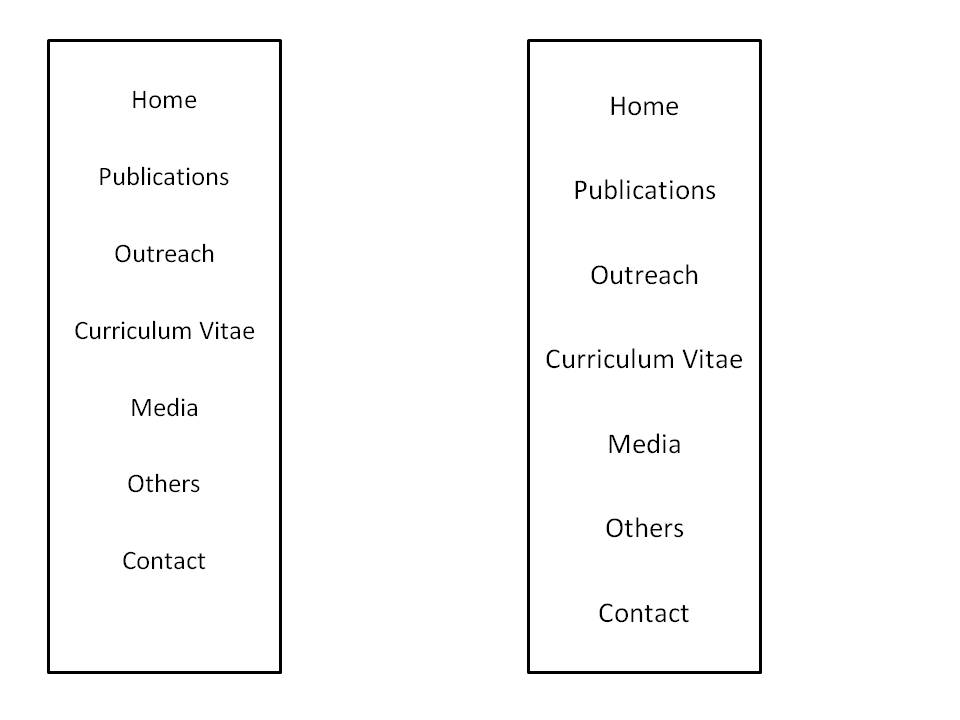 Home
Publications
Outreach
Curriculum Vitae
Media
Others
Contact
Home
Publications
Outreach
Curriculum Vitae
Media
Others
Contact